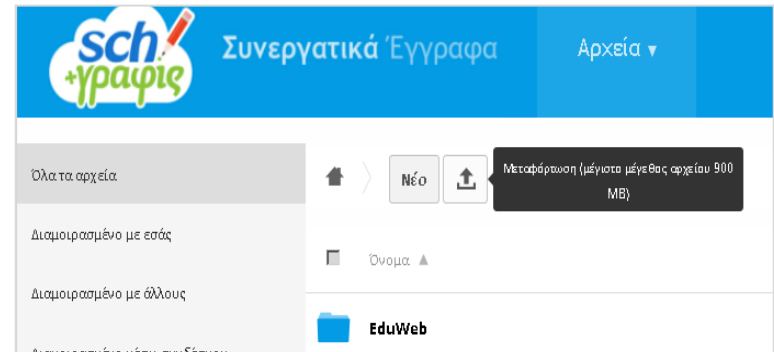 sch
+γραφις
Συνεργατικά Έγγραφα
Αρχεία ▾
Όλα τα αρχεία
Νέο
Μεταφόρτωση (μέγιστο μέγεθος αρχείου 900
MB)
Διαμοιρασμένο με εσάς
Όνομα ▲
Διαμοιρασμένο με άλλους
EduWeb